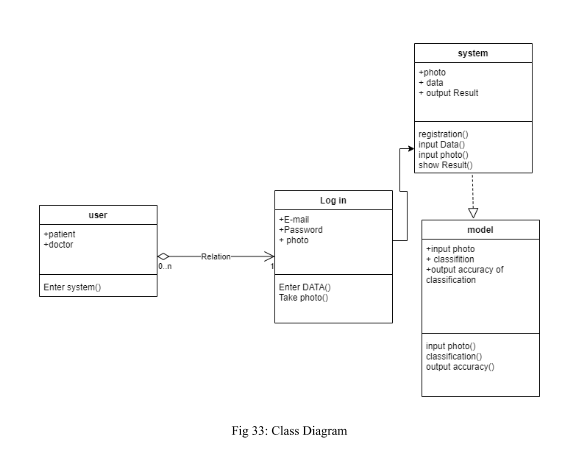 system
+photo
+ data
+ output Result
registration()
input Data()
input photo()
show Result()
Log in
+E-mail
+Password
+ photo
Enter DATA()
Take photo()
user
+patient
+doctor
Enter system()
Relation
0..n
1
model
+input photo
+ classifition
+output accuracy of
classification
input photo()
classification()
output accuracy()
Fig 33: Class Diagram